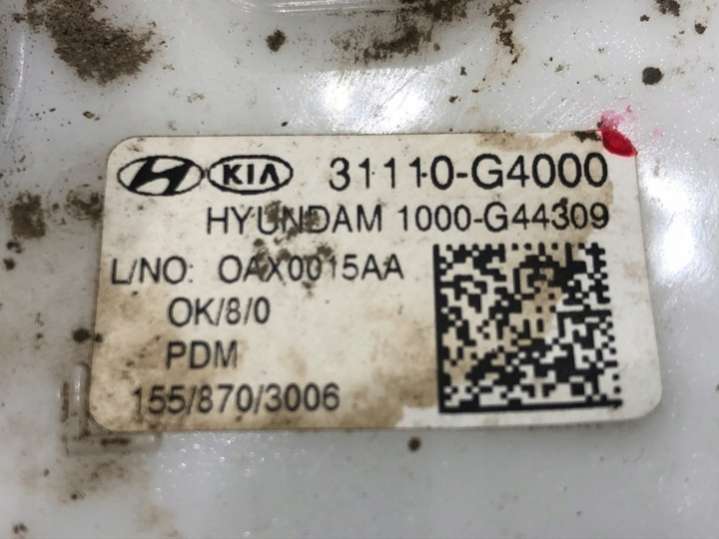 KIA 31110-G4000
HYUNDAM 1000-G44309
L/NO: OAX0015AA
OK/8/0
PDM
155/870/3006